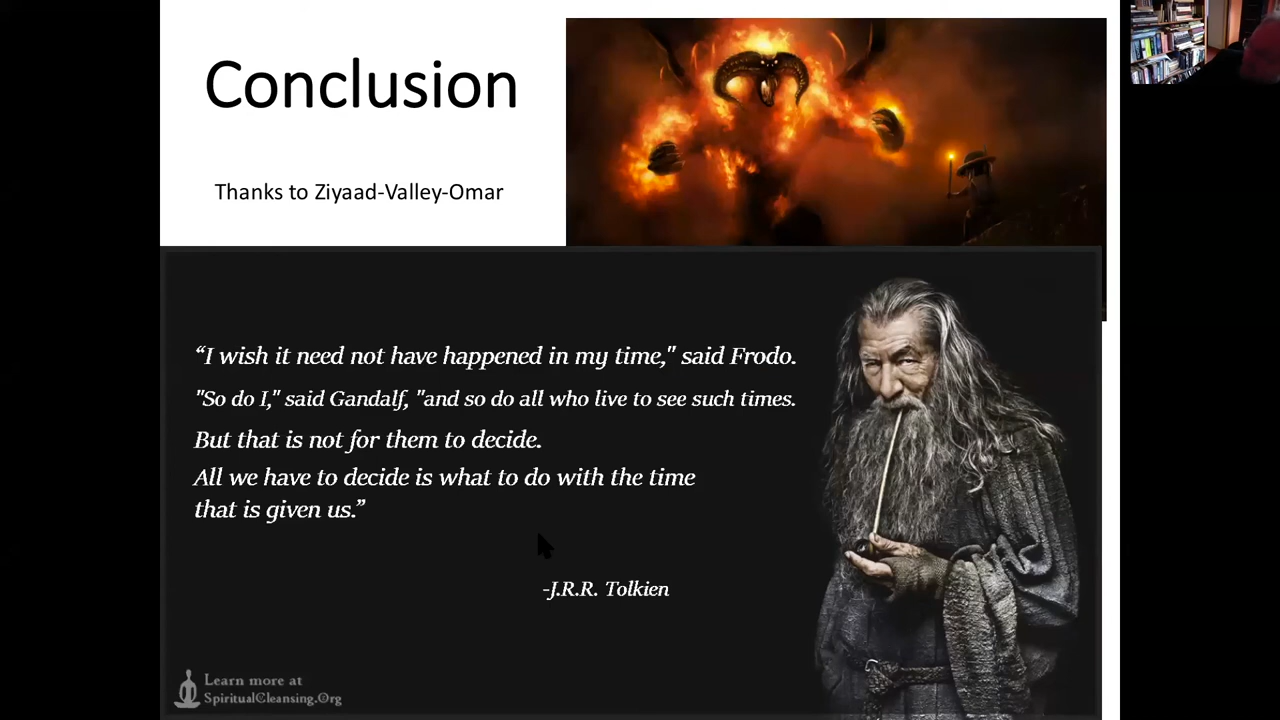 Conclusion
Thanks to Ziyaad-Valley-Omar
“I wish it need not have happened in my time," said Frodo.
"So do I," said Gandalf, "and so do all who live to see such times.
But that is not for them to decide.
All we have to decide is what to do with the time
that is given us.”
-J.R.R. Tolkien
Learn more at
SpiritualCleansing.Org